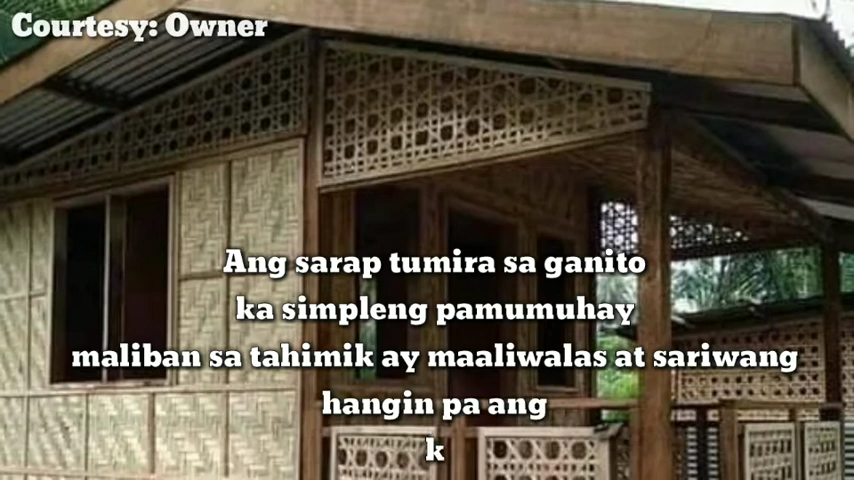 Courtesy: Owner
Ang sarap tumira sa ganito
ka simpleng pamumuhay
maliban sa tahimik ay maaliwalas at sariwang
hangin pa ang
k